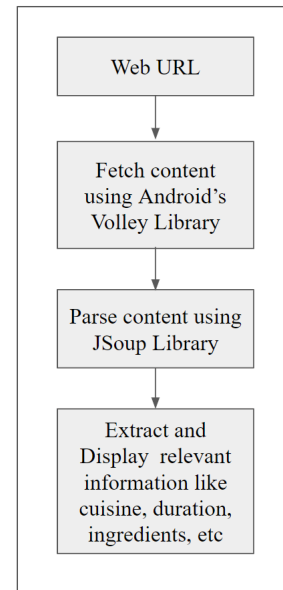 Web URL
Fetch content
using Android's
Volley Library
Parse content using
JSoup Library
Extract and
Display relevant
information like
cuisine, duration,
ingredients, etc